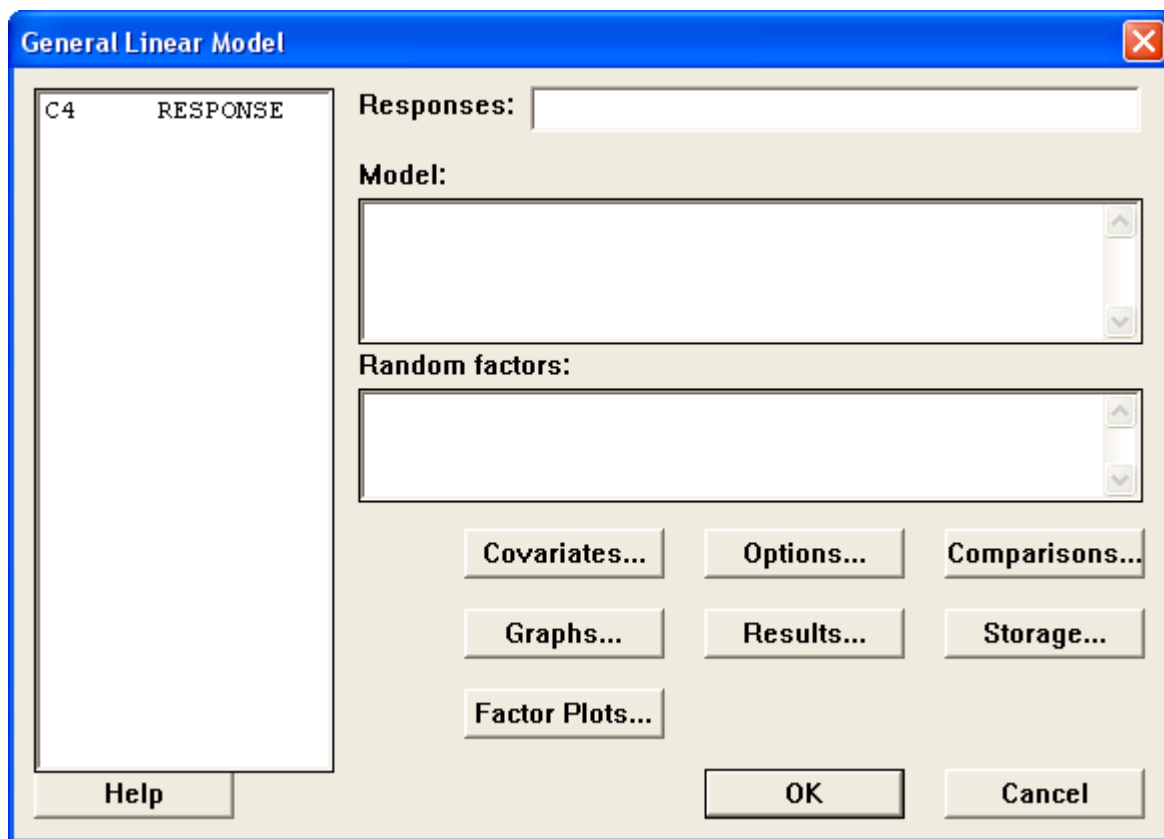 General Linear Model
C4 RESPONSE
Responses:
Model:
Random factors:
Covariates... Options... Comparisons...
Graphs... Results... Storage...
Factor Plots...
Help OK Cancel